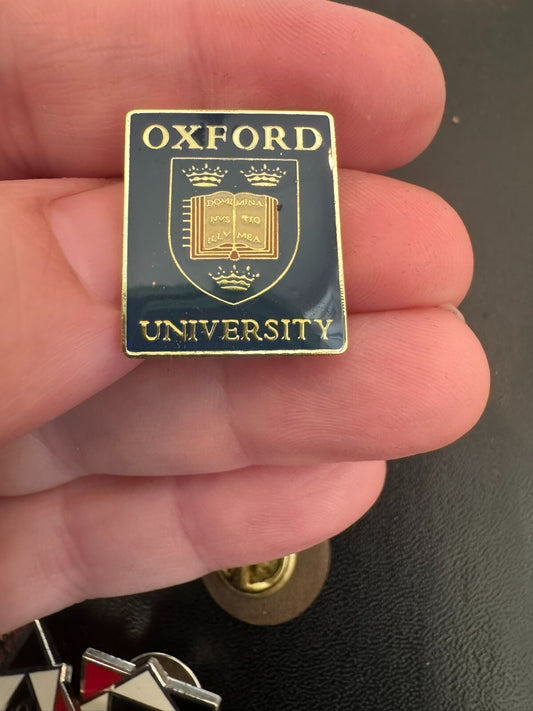 OXFORD
DOMI MINA
NVS TIO
ILLV MEA
UNIVERSITY